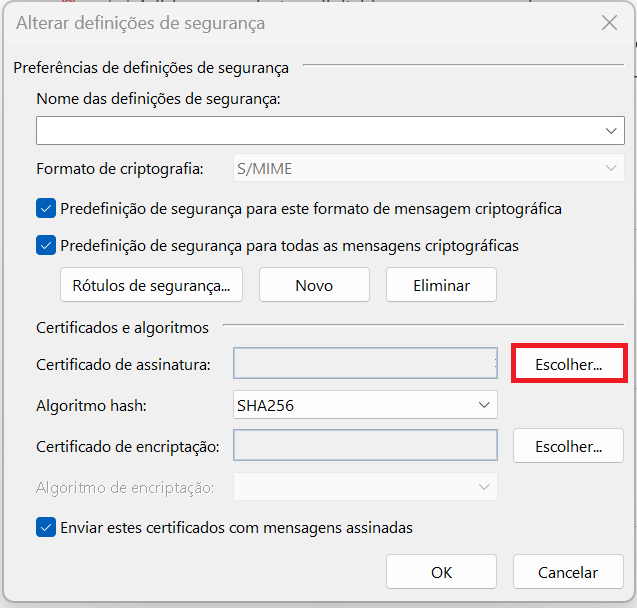 Alterar definições de segurança
Preferências de definições de segurança
Nome das definições de segurança:
Formato de criptografia: S/MIME
Predefinição de segurança para este formato de mensagem criptográfica
Predefinição de segurança para todas as mensagens criptográficas
Rótulos de segurança... Novo Eliminar
Certificados e algoritmos
Certificado de assinatura: Escolher...
Algoritmo hash: SHA256
Certificado de encriptação: Escolher...
Algoritmo de encriptação:
Enviar estes certificados com mensagens assinadas
OK Cancelar